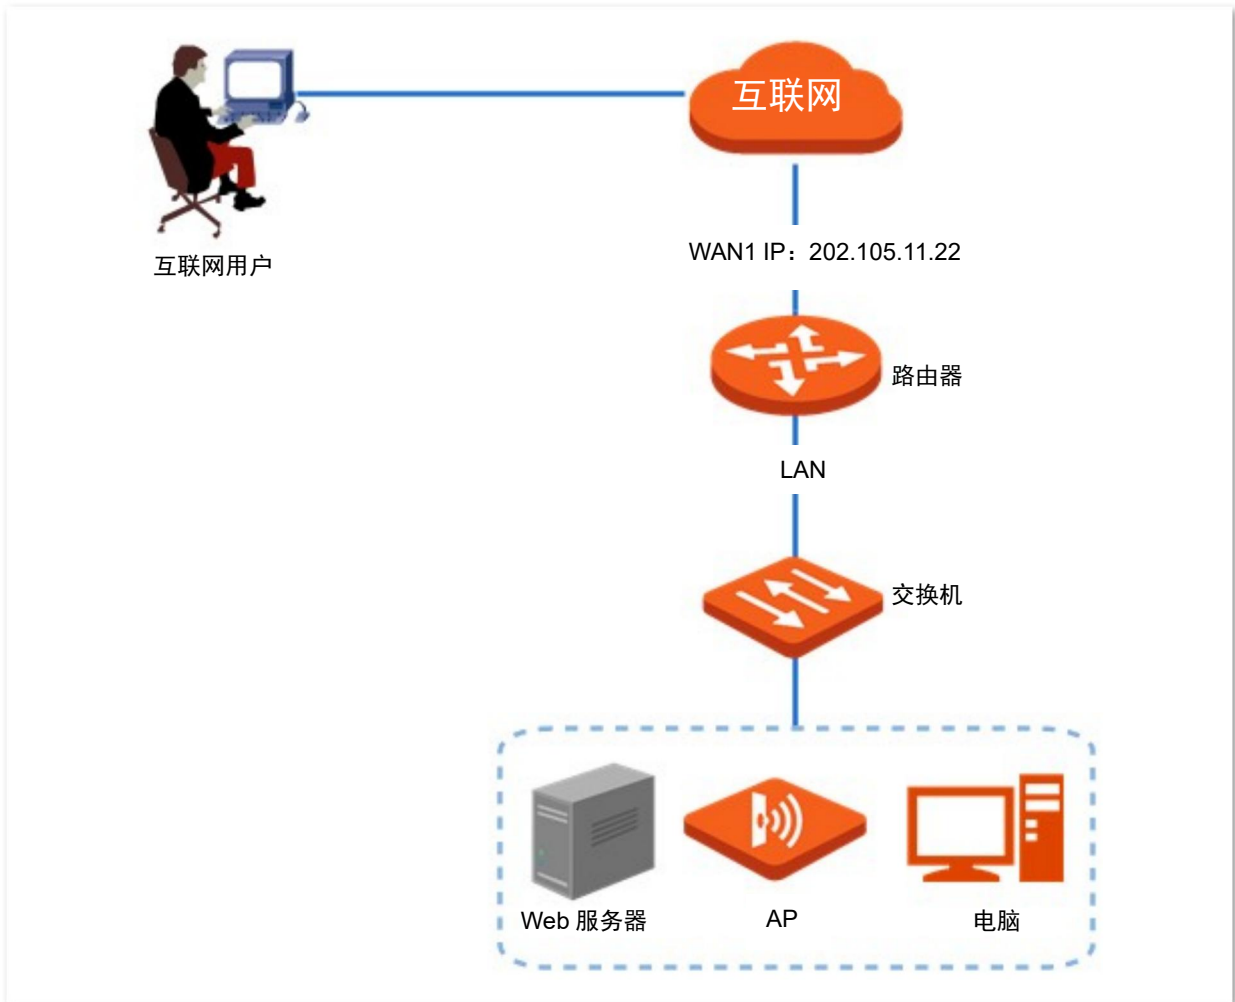 互联网
互联网用户
WAN1 IP：202.105.11.22
路由器
LAN
交换机
Web 服务器
AP
电脑